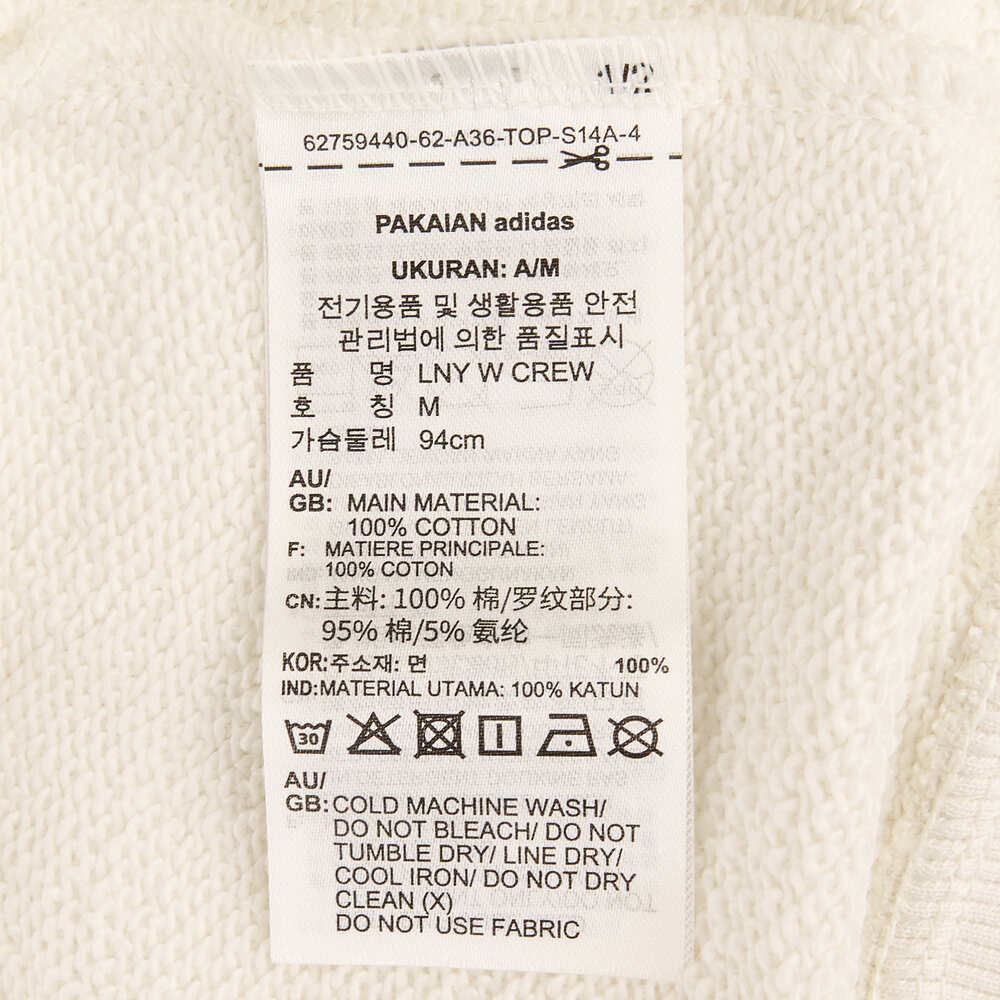 62759440-62-A36-TOP-S14A-4
PAKAIAN adidas
UKURAN: A/M
전기용품 및 생활용품 안전
관리법에 의한 품질표시
품 명 LNY W CREW
호 칭 M
가슴둘레 94cm
AU/
GB: MAIN MATERIAL:
100% COTTON
F: MATIERE PRINCIPALE:
100% COTON
CN:主料: 100% 棉/罗纹部分:
95% 棉/5% 氨纶
KOR:주소재: 면 100%
IND:MATERIAL UTAMA: 100% KATUN
30
AU/
GB:COLD MACHINE WASH/
DO NOT BLEACH/ DO NOT
TUMBLE DRY/ LINE DRY/
COOL IRON/ DO NOT DRY
CLEAN (X)
DO NOT USE FABRIC